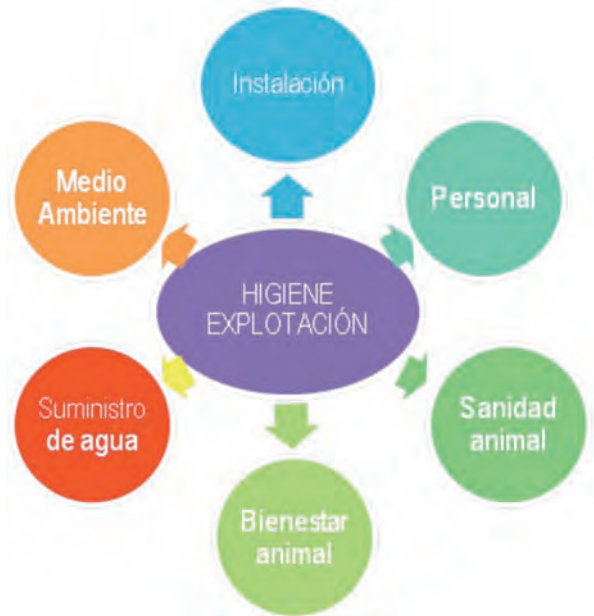 Instalación
Medio
Ambiente
Personal
HIGIENE
EXPLOTACIÓN
Suministro
de agua
Sanidad
animal
Bienestar
animal